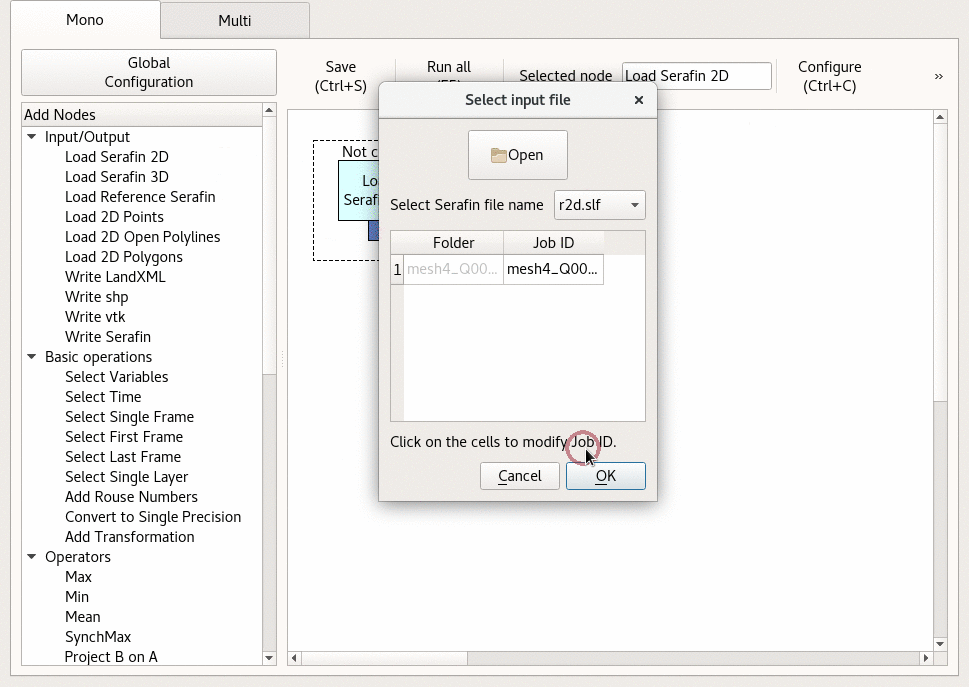 Mono
Multi
Global
Configuration
Save
(Ctrl+S)
Run all
Selected node
Load Serafin 2D
Configure
(Ctrl+C)
»
Add Nodes
Input/Output
Load Serafin 2D
Load Serafin 3D
Load Reference Serafin
Load 2D Points
Load 2D Open Polylines
Load 2D Polygons
Write LandXML
Write shp
Write vtk
Write Serafin
Basic operations
Select Variables
Select Time
Select Single Frame
Select First Frame
Select Last Frame
Select Single Layer
Add Rouse Numbers
Convert to Single Precision
Add Transformation
Operators
Max
Min
Mean
SynchMax
Project B on A
Not c
Lo
Seraf
Select input file
Open
Select Serafin file name
r2d.slf
Folder
Job ID
1
mesh4_Q00...
mesh4_Q00...
Click on the cells to modify Job ID.
Cancel
OK